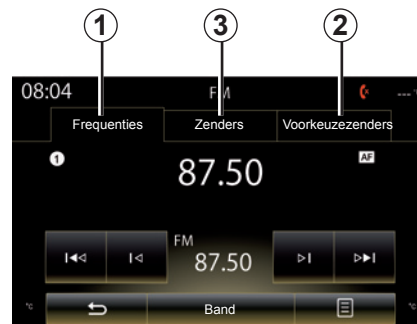 1 3 2
08:04 FM --- °
Frequenties Zenders Voorkeuzezenders
1 87.50 AF
FM
87.50
°C Band °C